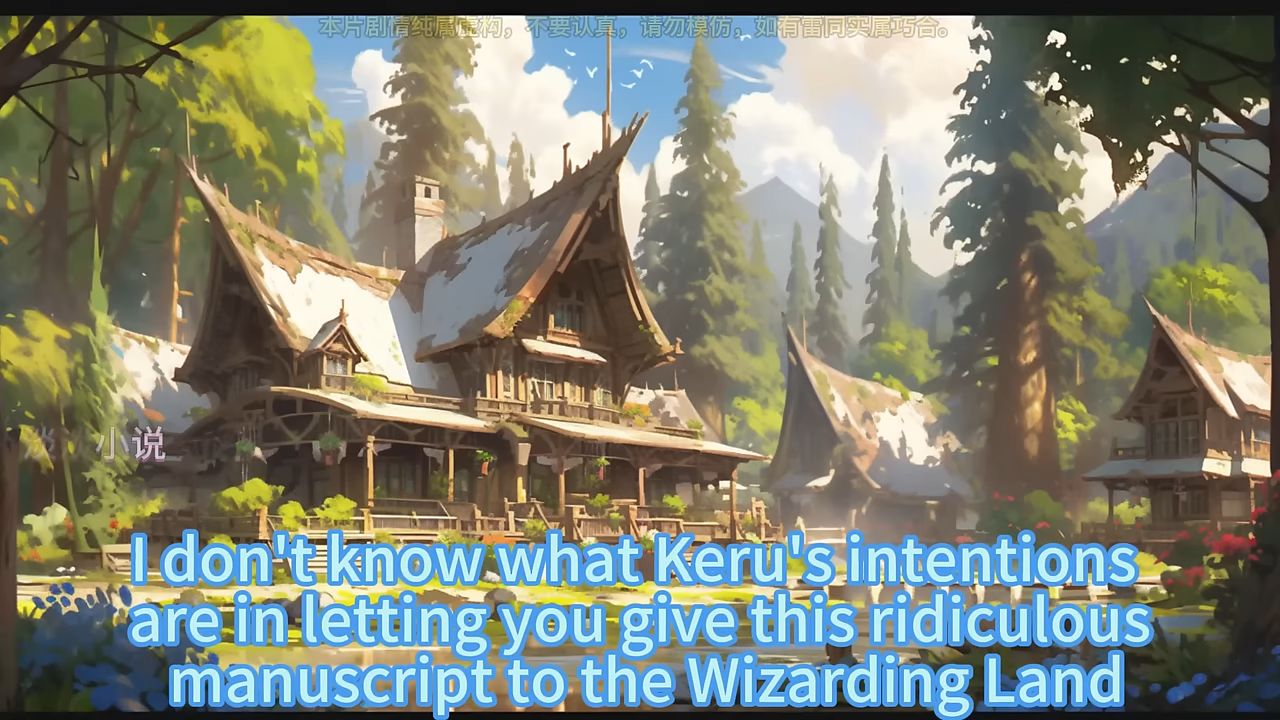 本片剧情纯属虚构，不要认真，请勿模仿，如有雷同实属巧合。
小说
I don't know what Keru's intentions
are in letting you give this ridiculous
manuscript to the Wizarding Land